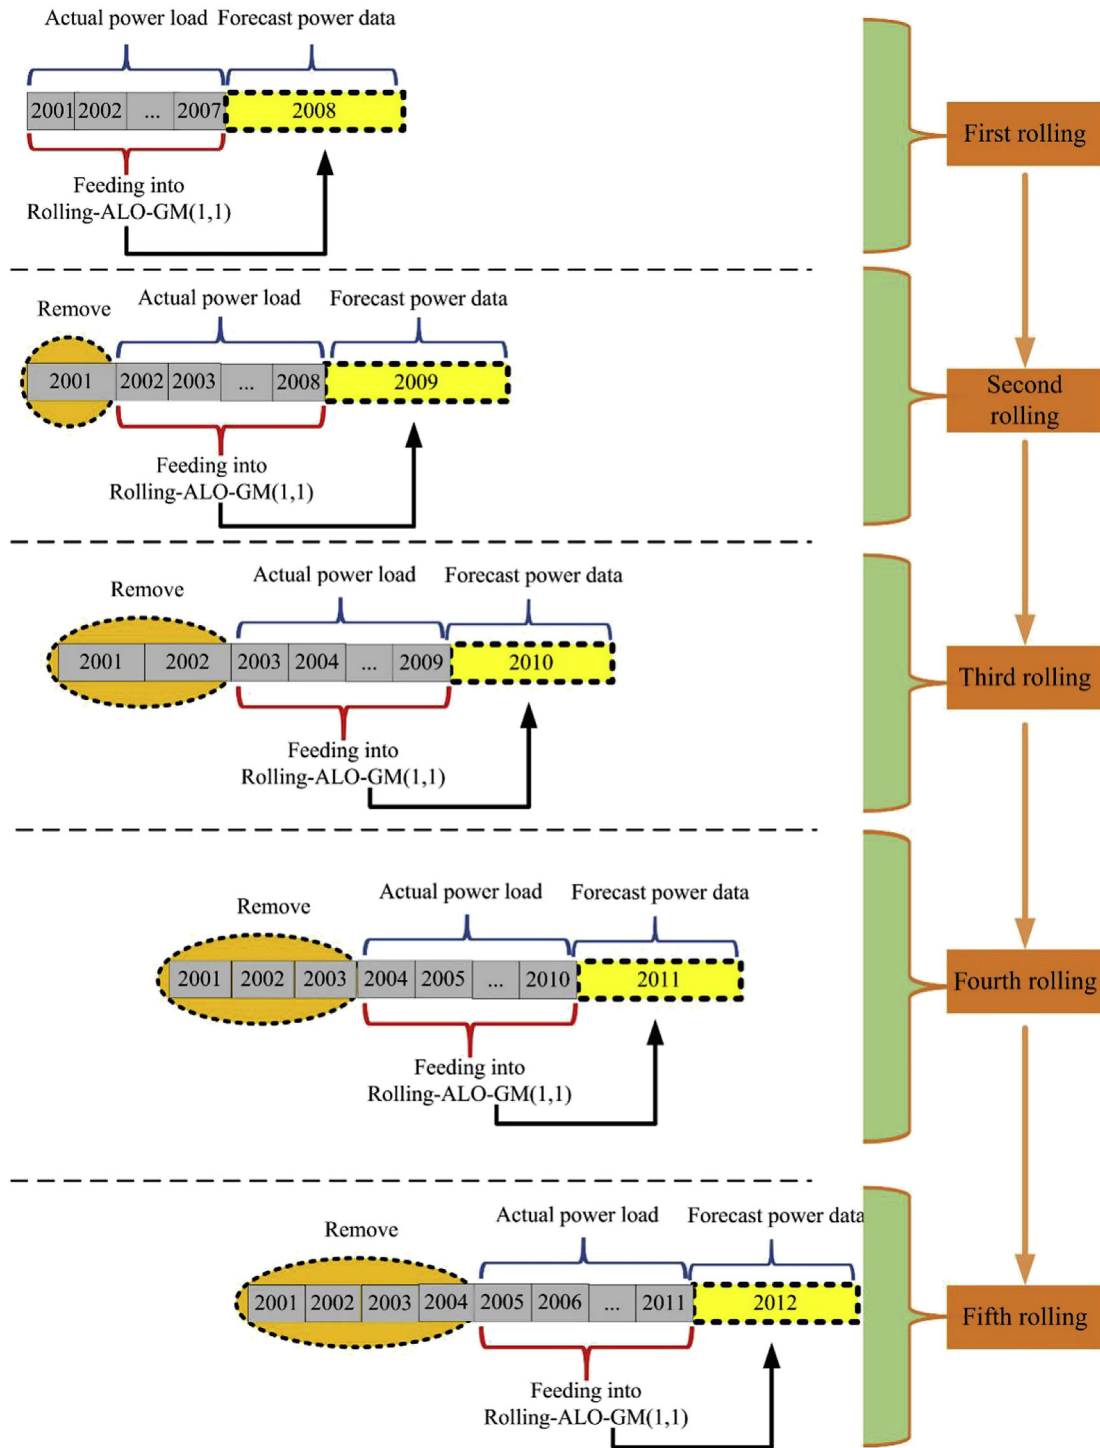 Actual power load Forecast power data
2001 2002 ... 2007 2008
First rolling
Feeding into
Rolling-ALO-GM(1,1)
Remove
Actual power load Forecast power data
2001 2002 2003 ... 2008 2009
Second
rolling
Feeding into
Rolling-ALO-GM(1,1)
Remove
Actual power load Forecast power data
2001 2002 2003 2004 ... 2009 2010
Third rolling
Feeding into
Rolling-ALO-GM(1,1)
Remove
Actual power load Forecast power data
2001 2002 2003 2004 2005 ... 2010 2011
Fourth rolling
Feeding into
Rolling-ALO-GM(1,1)
Remove
Actual power load Forecast power data
2001 2002 2003 2004 2005 2006 ... 2011 2012
Fifth rolling
Feeding into
Rolling-ALO-GM(1,1)